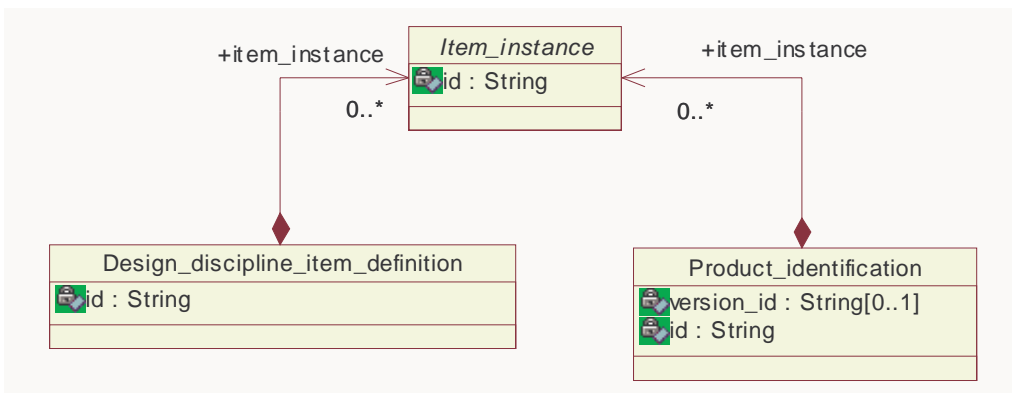 Item_instance
+item_instance
+item_instance
id : String
0..*
0..*
Design_discipline_item_definition
id : String
Product_identification
version_id : String[0..1]
id : String